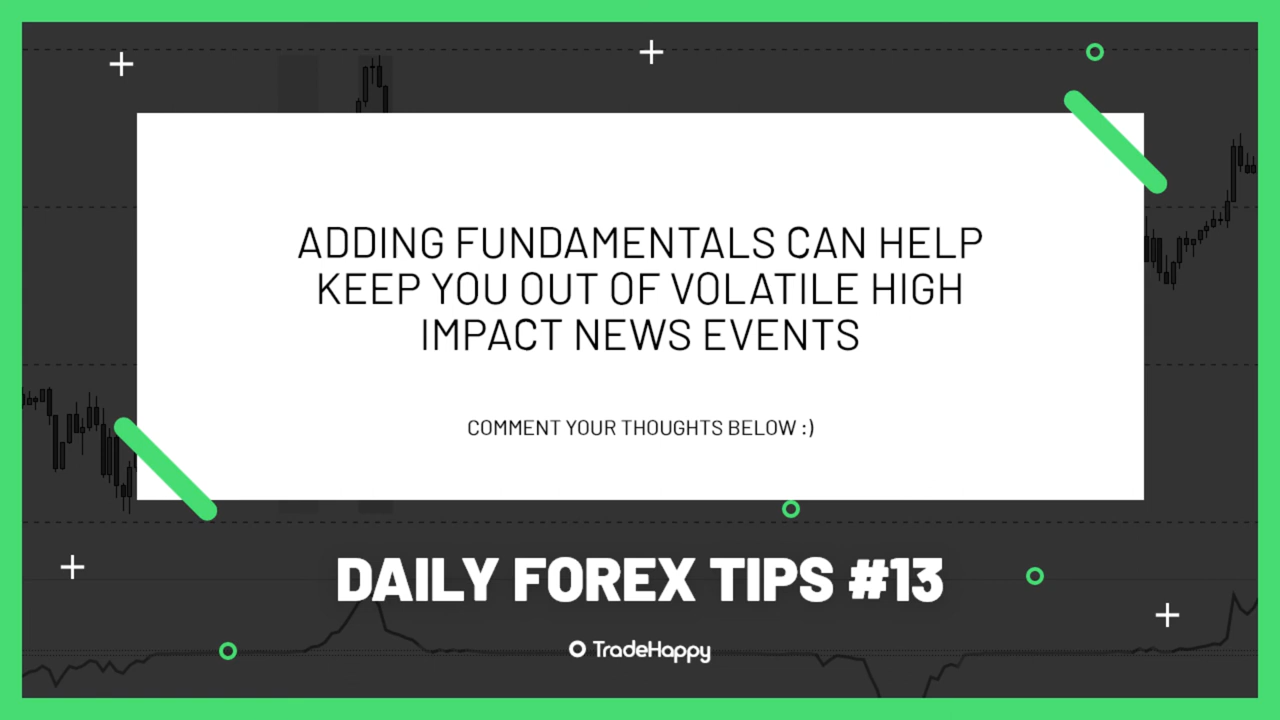 ADDING FUNDAMENTALS CAN HELP
KEEP YOU OUT OF VOLATILE HIGH
IMPACT NEWS EVENTS
COMMENT YOUR THOUGHTS BELOW :)
DAILY FOREX TIPS #13
TradeHappy